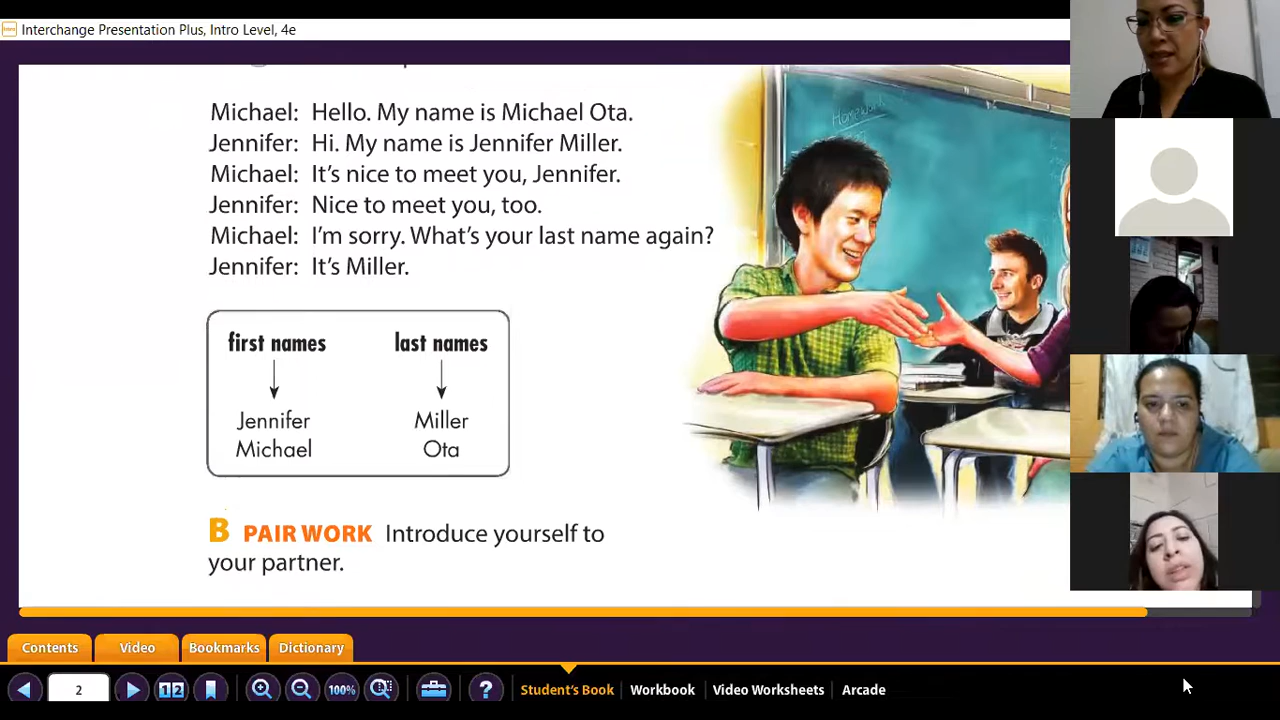 Interchange Presentation Plus, Intro Level, 4e
Michael: Hello. My name is Michael Ota.
Jennifer: Hi. My name is Jennifer Miller.
Michael: It's nice to meet you, Jennifer.
Jennifer: Nice to meet you, too.
Michael: I'm sorry. What's your last name again?
Jennifer: It's Miller.
Homework
first names last names
Jennifer Miller
Michael Ota
B PAIR WORK Introduce yourself to
your partner.
Contents Video Bookmarks Dictionary
2 12 100% ? Student's Book Workbook Video Worksheets Arcade